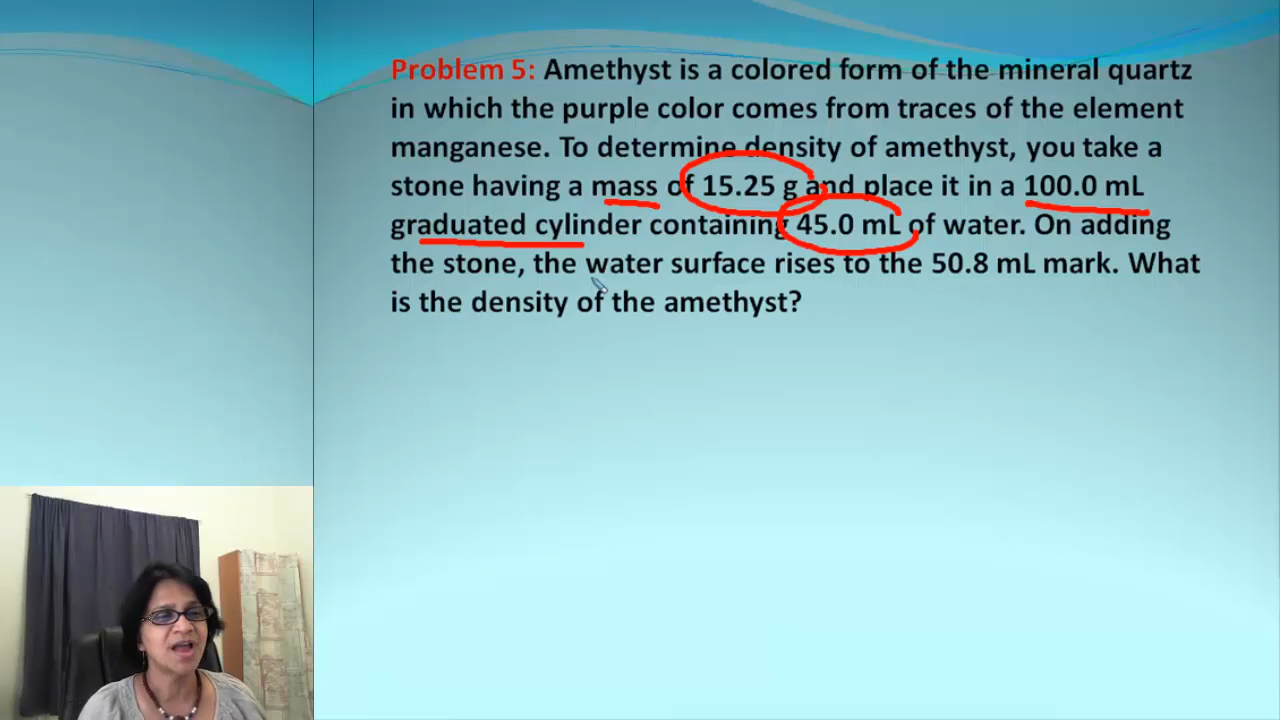 Problem 5: Amethyst is a colored form of the mineral quartz
in which the purple color comes from traces of the element
manganese. To determine density of amethyst, you take a
stone having a mass of 15.25 g and place it in a 100.0 mL
graduated cylinder containing 45.0 mL of water. On adding
the stone, the water surface rises to the 50.8 mL mark. What
is the density of the amethyst?